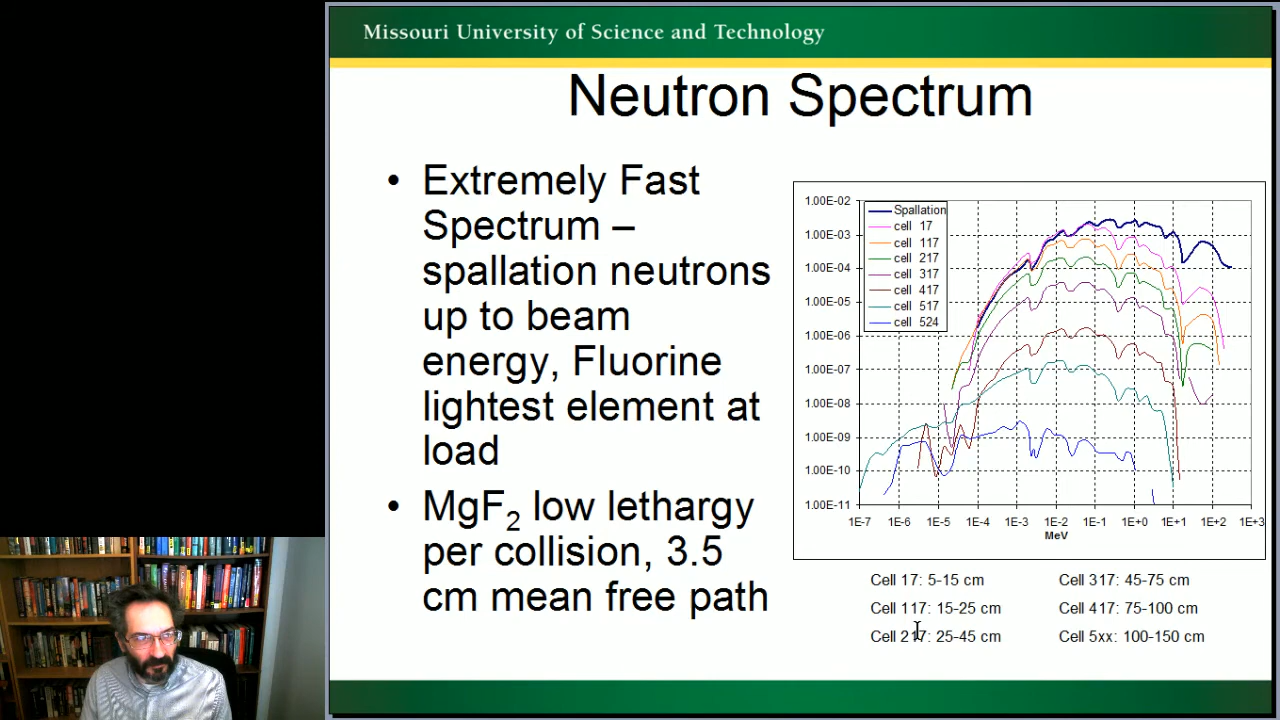 Missouri University of Science and Technology
Neutron Spectrum
• Extremely Fast
Spectrum –
spallation neutrons
up to beam
energy, Fluorine
lightest element at
load
• MgF2 low lethargy
per collision, 3.5
cm mean free path
1.00E-02
1.00E-03
1.00E-04
1.00E-05
1.00E-06
1.00E-07
1.00E-08
1.00E-09
1.00E-10
1.00E-11
Spallation
cell 17
cell 117
cell 217
cell 317
cell 417
cell 517
cell 524
1E-7 1E-6 1E-5 1E-4 1E-3 1E-2 1E-1 1E+0 1E+1 1E+2 1E+3
MeV
Cell 17: 5-15 cm
Cell 117: 15-25 cm
Cell 217: 25-45 cm
Cell 317: 45-75 cm
Cell 417: 75-100 cm
Cell 5xx: 100-150 cm